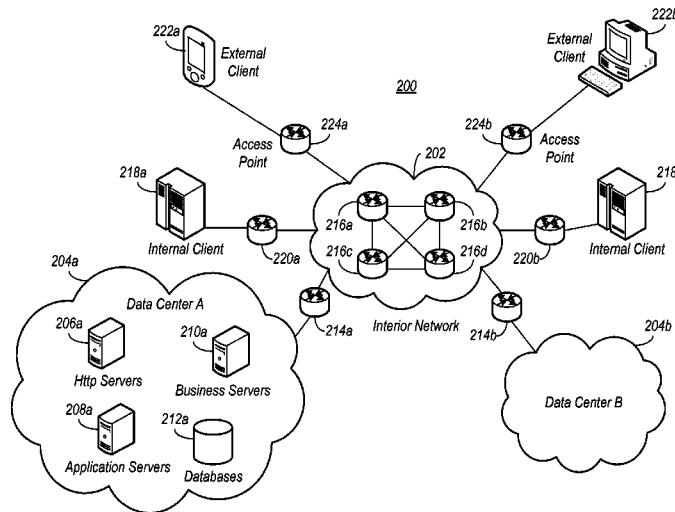 222a
External
Client
200
External
Client
222b
224a
Access
Point
202
224b
Access
Point
218a
Internal Client
220a
216a
216b
216c
216d
218
Internal Client
220b
204a
Data Center A
214a
Interior Network
214b
204b
206a
Http Servers
210a
Business Servers
208a
Application Servers
212a
Databases
Data Center B